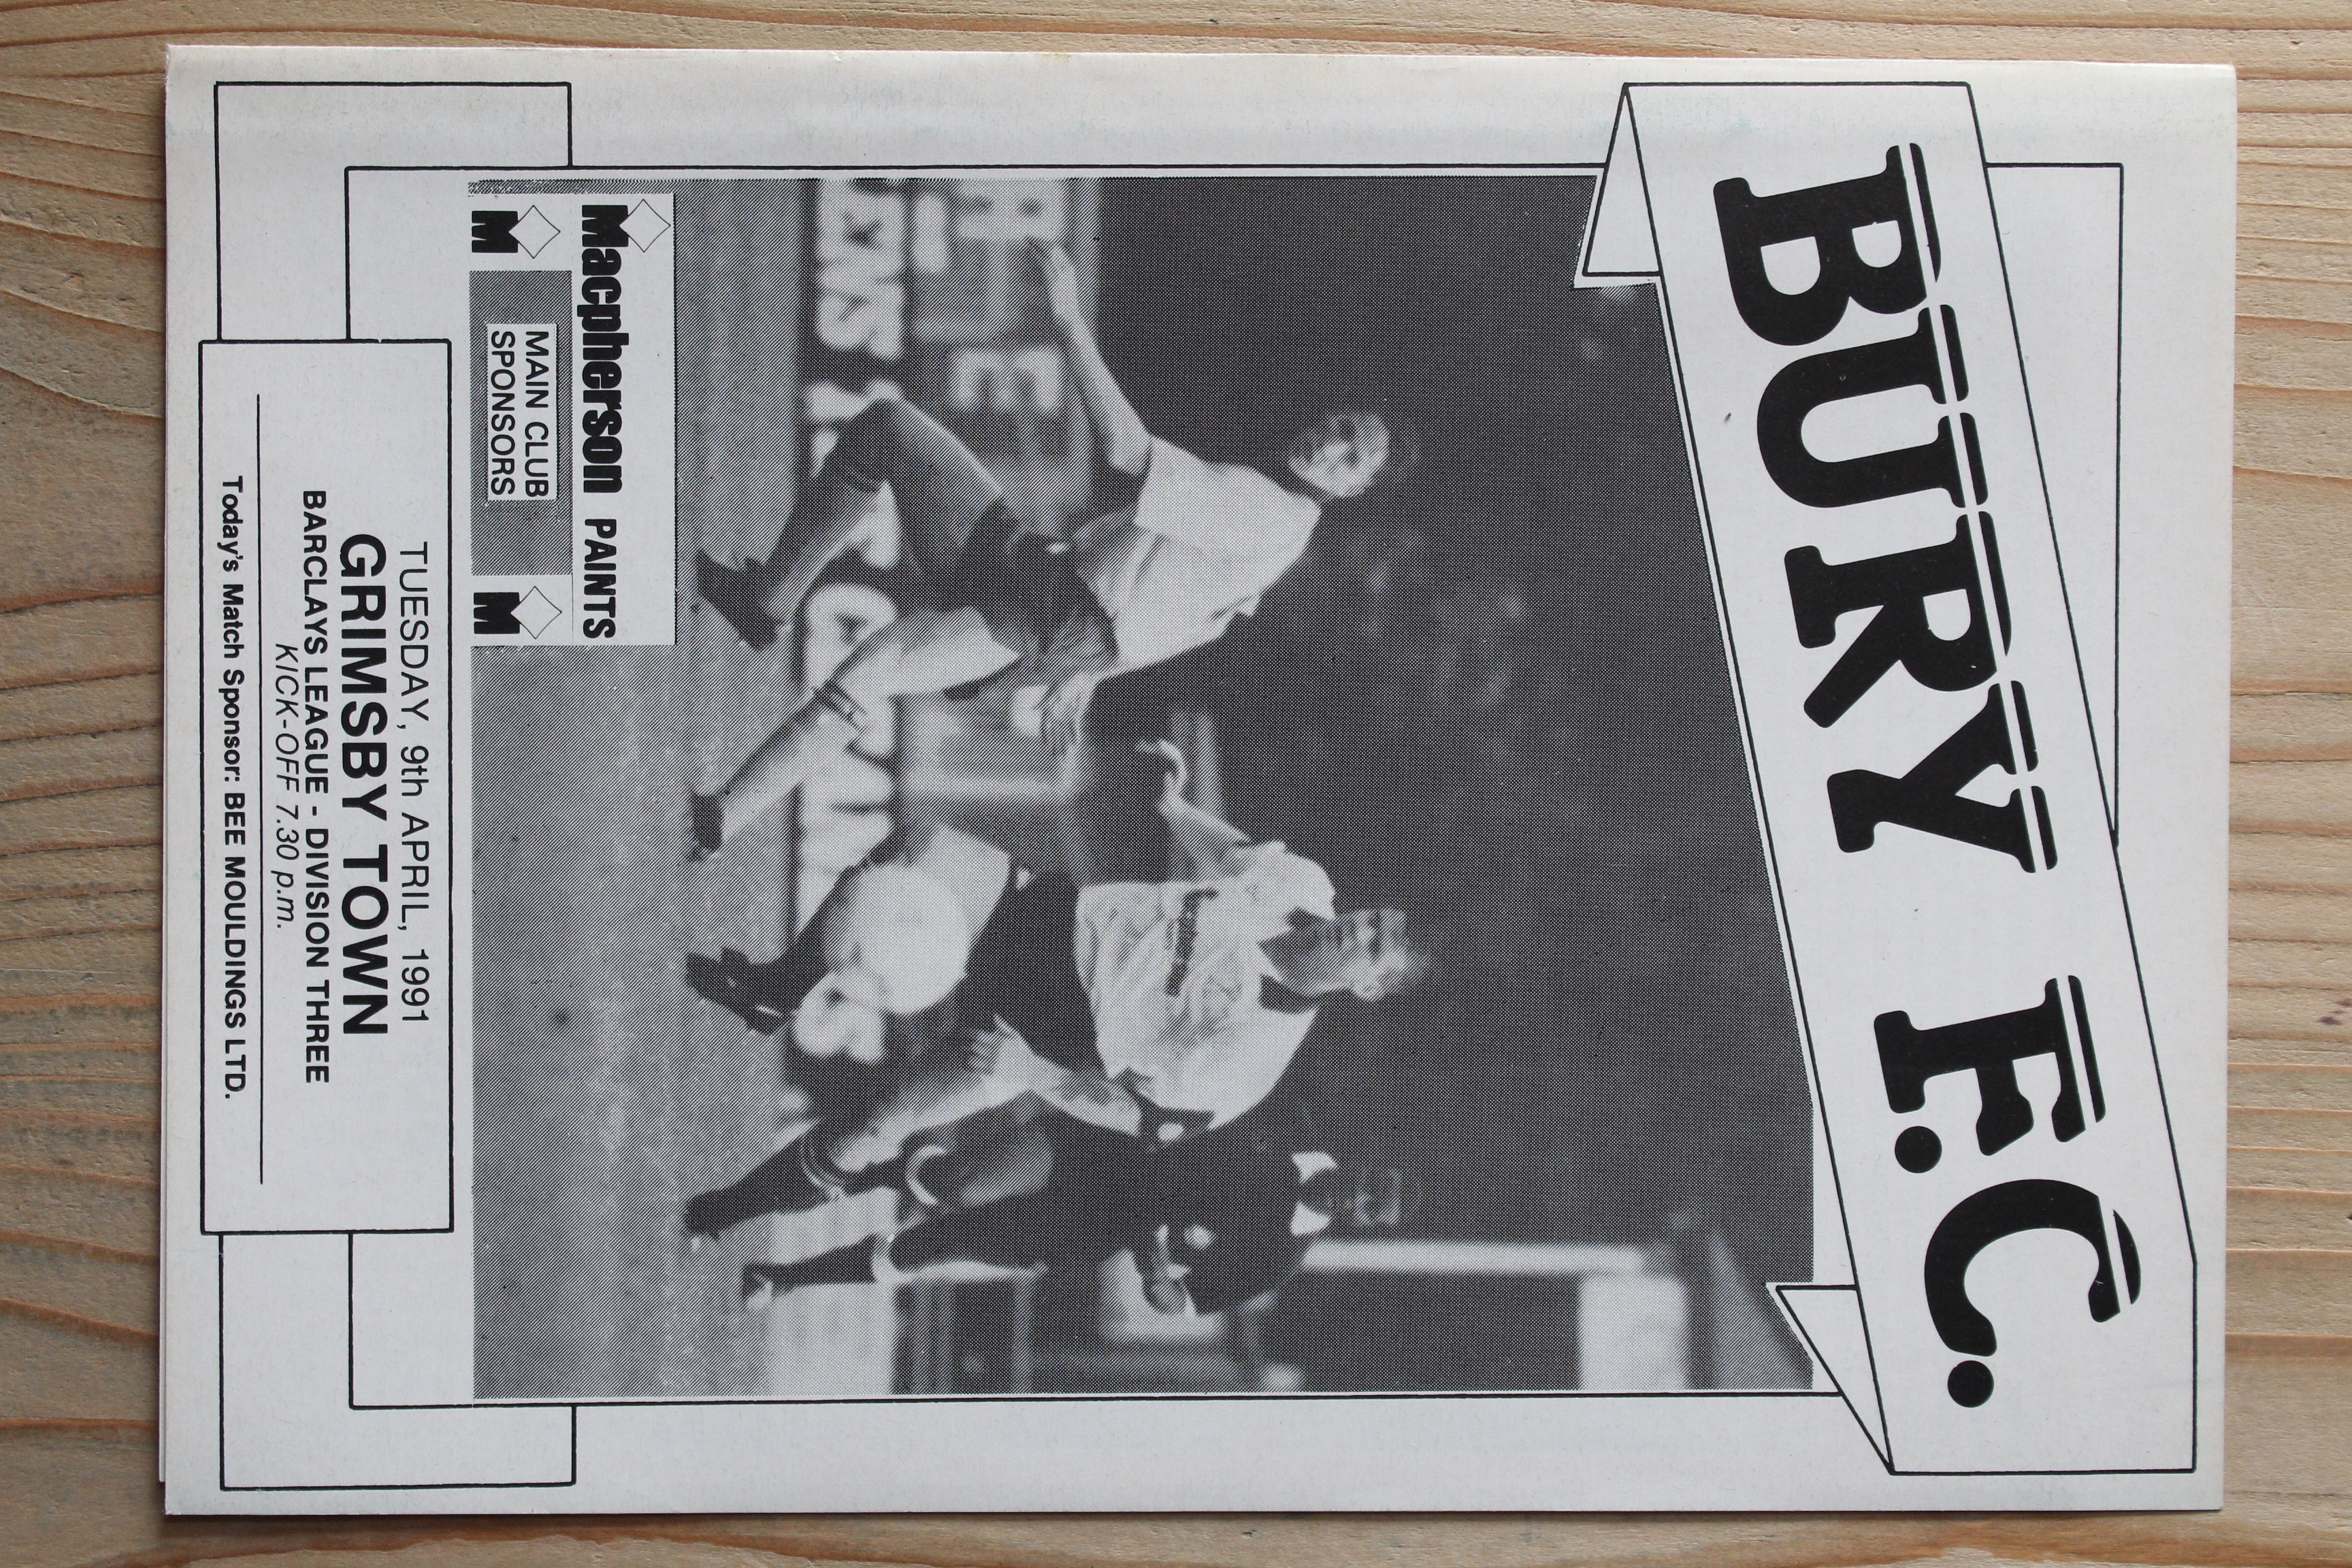 BURY F.C.
Macpherson PAINTS
M MAIN CLUB M
SPONSORS
TUESDAY, 9th APRIL, 1991
GRIMSBY TOWN
BARCLAYS LEAGUE - DIVISION THREE
KICK-OFF 7.30 p.m.
Today's Match Sponsor: BEE MOULDINGS LTD.